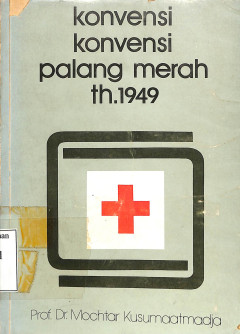 konvensi
konvensi
palang merah
th.1949
Prof. Dr. Mochtar Kusumaatmadja